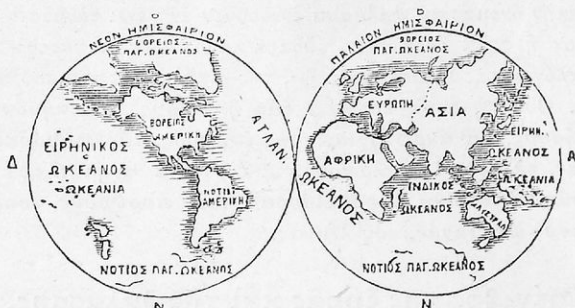 ΝΕΟΝ ΗΜΙΣΦΑΙΡΙΟΝ
ΒΟΡΕΙΟΣ
ΠΑΓ. ΩΚΕΑΝΟΣ
ΒΟΡΕΙΟΣ
ΑΜΕΡΙΚΗ
ΕΙΡΗΝΙΚΟΣ
ΩΚΕΑΝΟΣ
ΩΚΕΑΝΙΑ
ΝΟΤΙΟΣ
ΑΜΕΡΙΚΗ
ΝΟΤΙΟΣ ΠΑΓ. ΩΚΕΑΝΟΣ
Δ
Ν
ΑΤΛΑΝ.
ΩΚΕΑΝΟΣ
ΠΑΛΑΙΟΝ ΗΜΙΣΦΑΙΡΙΟΝ
ΒΟΡΕΙΟΣ
ΠΑΓ. ΩΚΕΑΝΟΣ
ΕΥΡΩΠΗ
ΑΣΙΑ
ΑΦΡΙΚΗ
ΕΙΡΗΝ.
ΩΚΕΑΝΟΣ
ΙΝΔΙΚΟΣ
ΩΚΕΑΝΟΣ
ΩΚΕΑΝΙΑ
ΑΥΣΤΡΑΛ.
ΝΟΤΙΟΣ ΠΑΓ. ΩΚΕΑΝΟΣ
Α
Ν